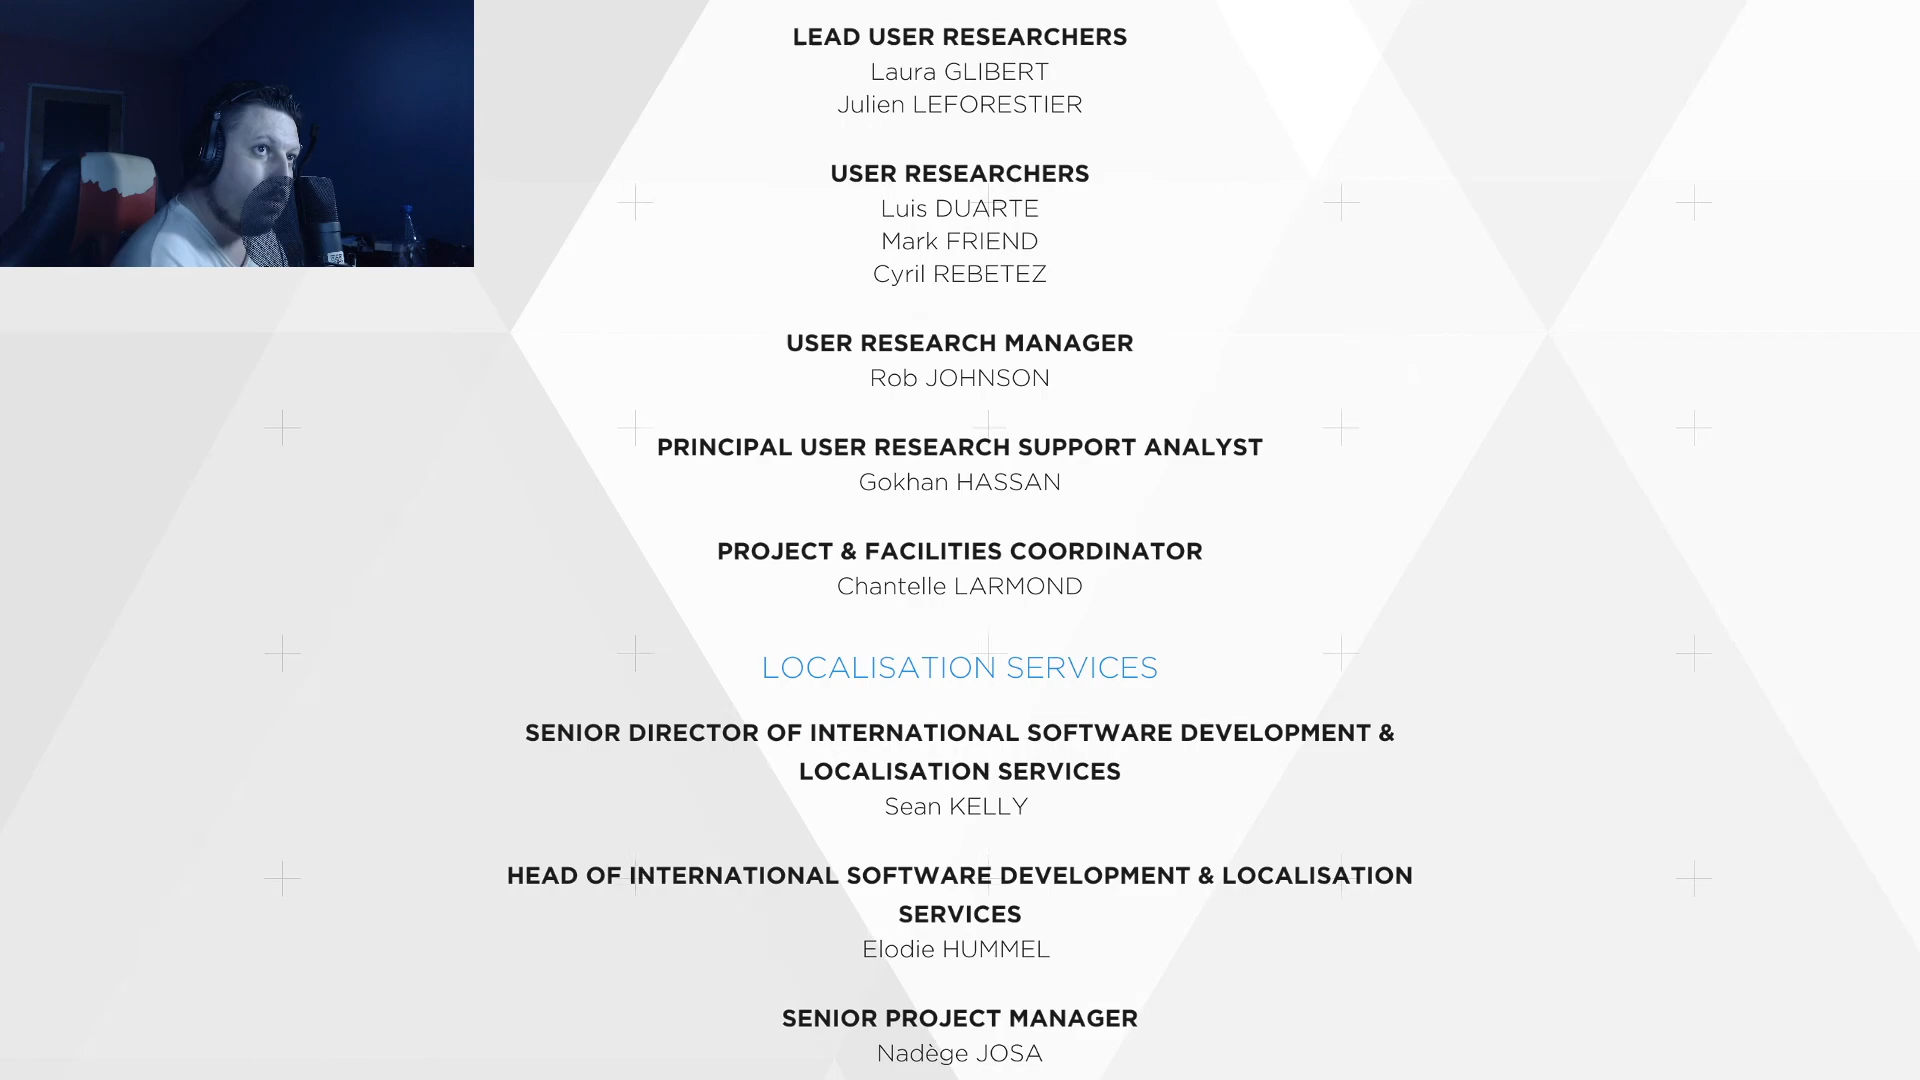 LEAD USER RESEARCHERS
Laura GLIBERT
Julien LEFORESTIER
USER RESEARCHERS
Luis DUARTE
Mark FRIEND
Cyril REBETEZ
USER RESEARCH MANAGER
Rob JOHNSON
PRINCIPAL USER RESEARCH SUPPORT ANALYST
Gokhan HASSAN
PROJECT & FACILITIES COORDINATOR
Chantelle LARMOND
LOCALISATION SERVICES
SENIOR DIRECTOR OF INTERNATIONAL SOFTWARE DEVELOPMENT &
LOCALISATION SERVICES
Sean KELLY
HEAD OF INTERNATIONAL SOFTWARE DEVELOPMENT & LOCALISATION
SERVICES
Elodie HUMMEL
SENIOR PROJECT MANAGER
Nadège JOSA